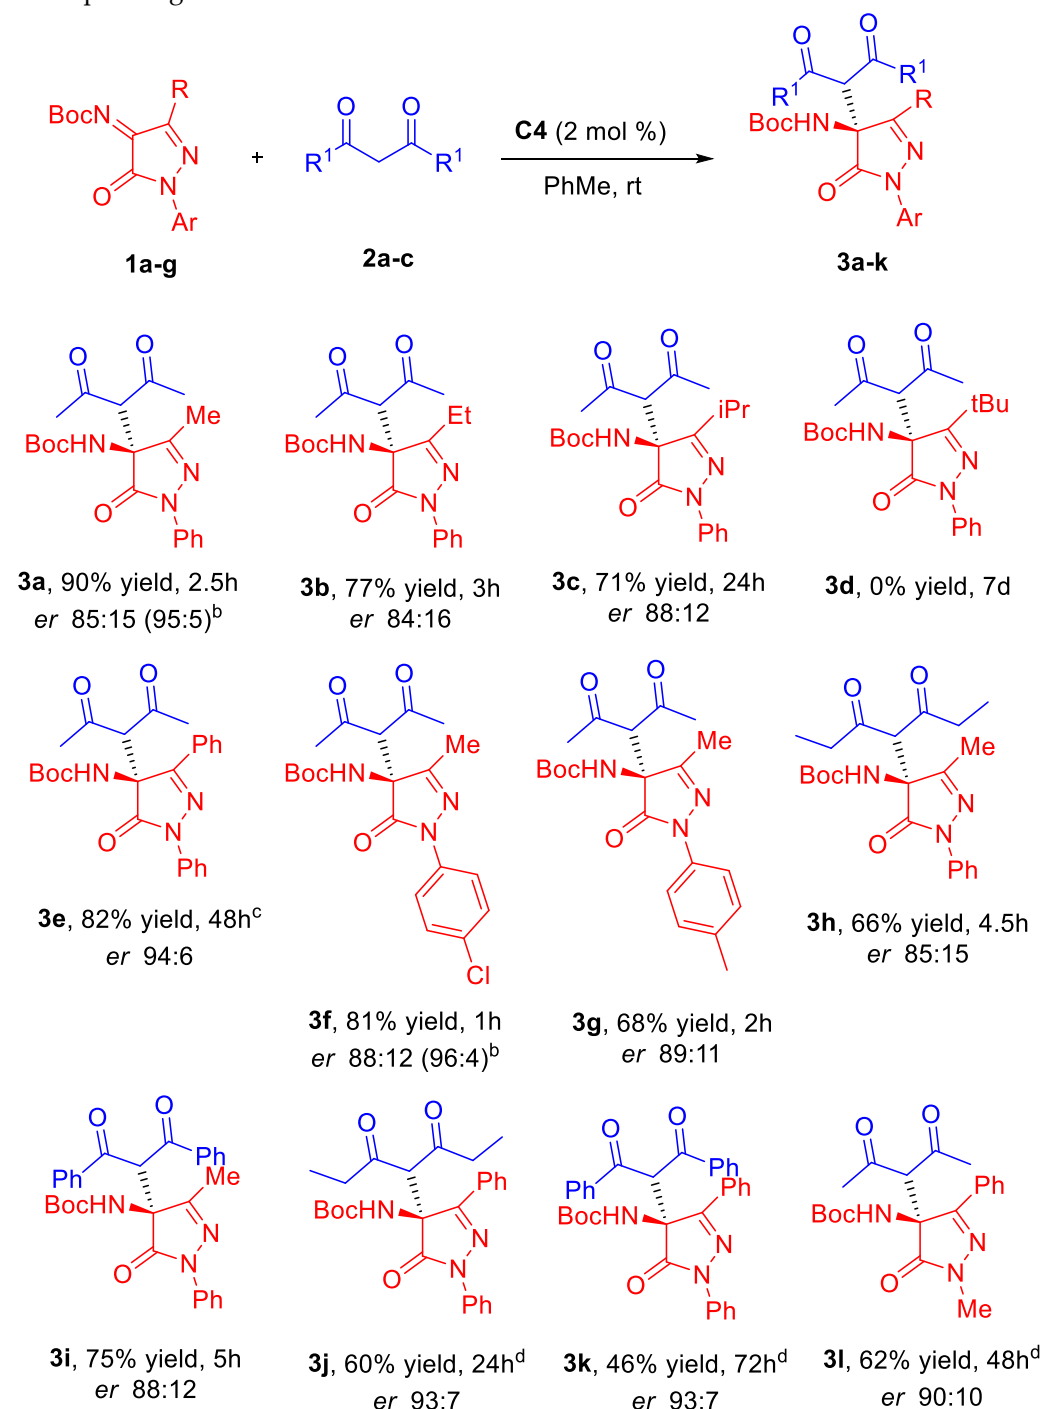 O O
R¹ R¹
BocN R BocHN R
O O
R¹ R¹
+
C4 (2 mol %)
PhMe, rt
N N
O N O N
Ar Ar
1a-g 2a-c 3a-k
O O O O O O O O
Me Et iPr tBu
BocHN BocHN BocHN BocHN
N N N N
O N O N O N O N
Ph Ph Ph Ph
3a, 90% yield, 2.5h 3b, 77% yield, 3h 3c, 71% yield, 24h 3d, 0% yield, 7d
er 85:15 (95:5)ᵇ er 84:16 er 88:12
O O O O O O O O
Ph Me Me Me
BocHN BocHN BocHN BocHN
N N N N
O N O N O N O N
Ph Ph
3e, 82% yield, 48hᶜ 3h, 66% yield, 4.5h
er 94:6 er 85:15
Cl
3f, 81% yield, 1h 3g, 68% yield, 2h
er 88:12 (96:4)ᵇ er 89:11
O O O O O O O O
Ph Ph Ph Ph
Me Ph Ph Ph
BocHN BocHN BocHN BocHN
N N N N
O N O N O N O N
Ph Ph Ph Me
3i, 75% yield, 5h 3j, 60% yield, 24hᵈ 3k, 46% yield, 72hᵈ 3l, 62% yield, 48hᵈ
er 88:12 er 93:7 er 93:7 er 90:10